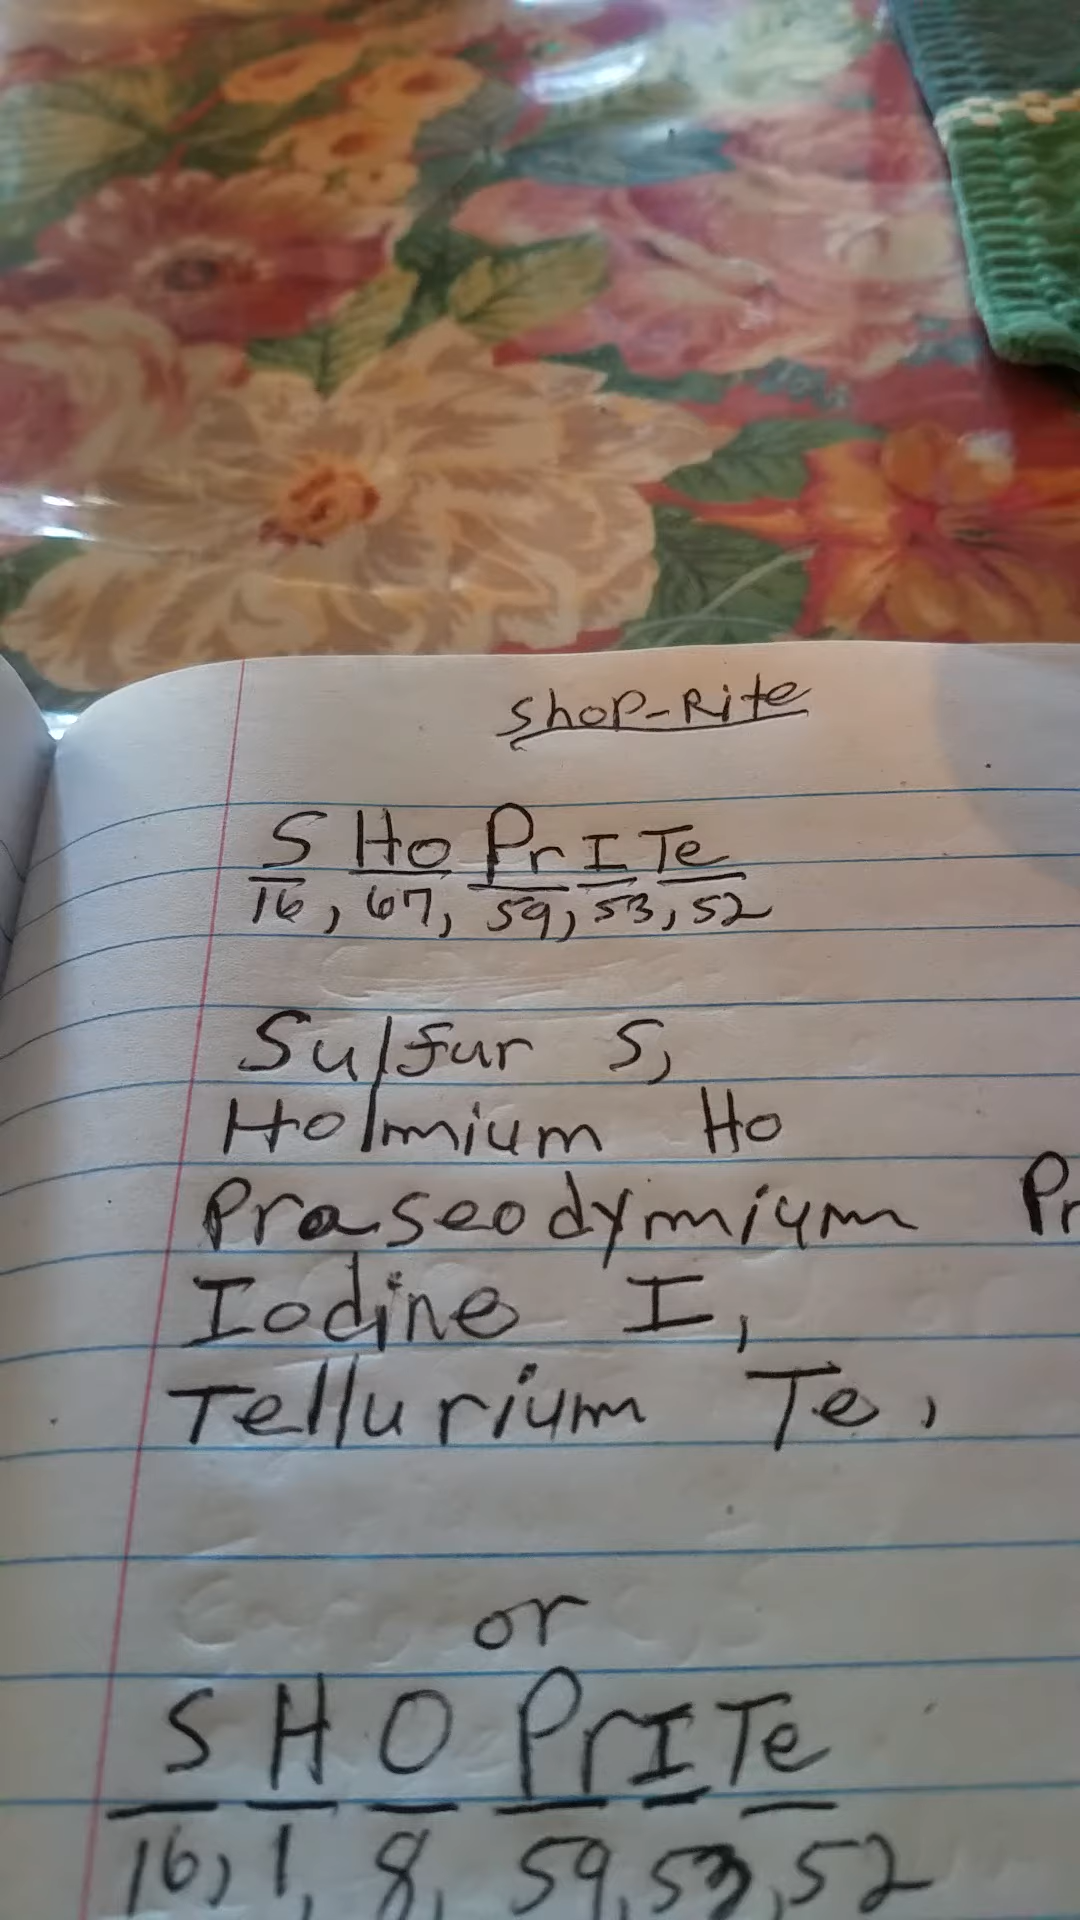 Shop-Rite
S Ho Pr I Te
16, 67, 59, 53, 52
Sulfur S,
Holmium Ho
Praseodymium Pr
Iodine I,
Tellurium Te,
or
S H O Pr I Te
16, 1, 8, 59, 53, 52